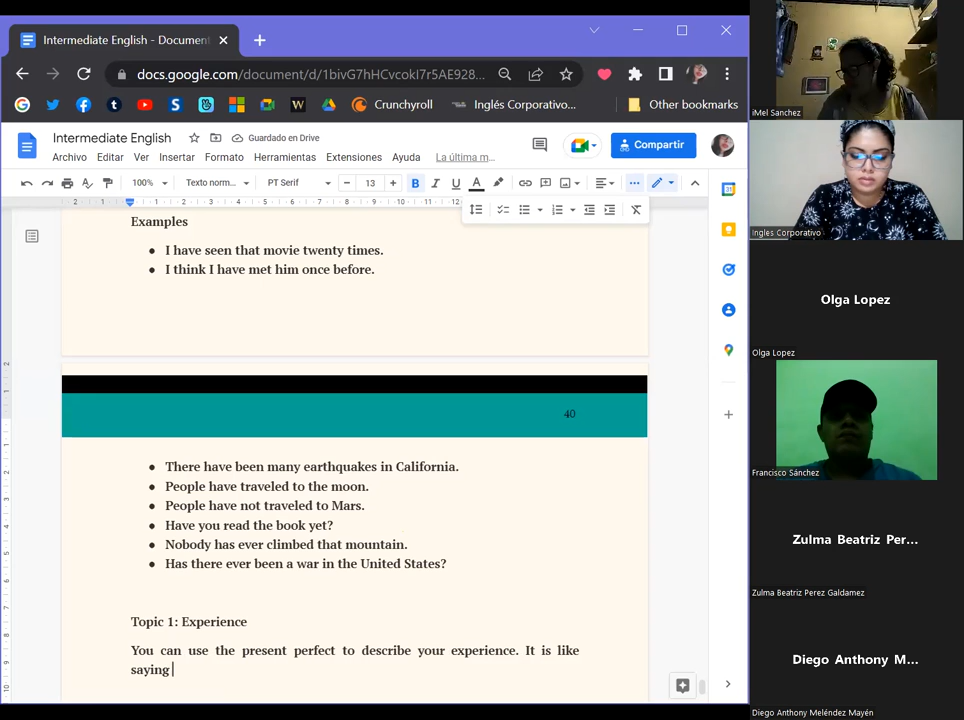 Intermediate English - Document
docs.google.com/document/d/1bivG7hHCvcokI7r5AE928...
Crunchyroll
Inglés Corporativo...
Other bookmarks
Intermediate English
Guardado en Drive
Archivo Editar Ver Insertar Formato Herramientas Extensiones Ayuda La última m...
Compartir
100% Texto norm... PT Serif 13
Examples
● I have seen that movie twenty times.
● I think I have met him once before.
40
● There have been many earthquakes in California.
● People have traveled to the moon.
● People have not traveled to Mars.
● Have you read the book yet?
● Nobody has ever climbed that mountain.
● Has there ever been a war in the United States?
Topic 1: Experience
You can use the present perfect to describe your experience. It is like
saying
iMel Sanchez
Ingles Corporativo
Olga Lopez
Olga Lopez
Francisco Sánchez
Zulma Beatriz Per...
Zulma Beatriz Perez Galdamez
Diego Anthony M...
Diego Anthony Meléndez Mayén